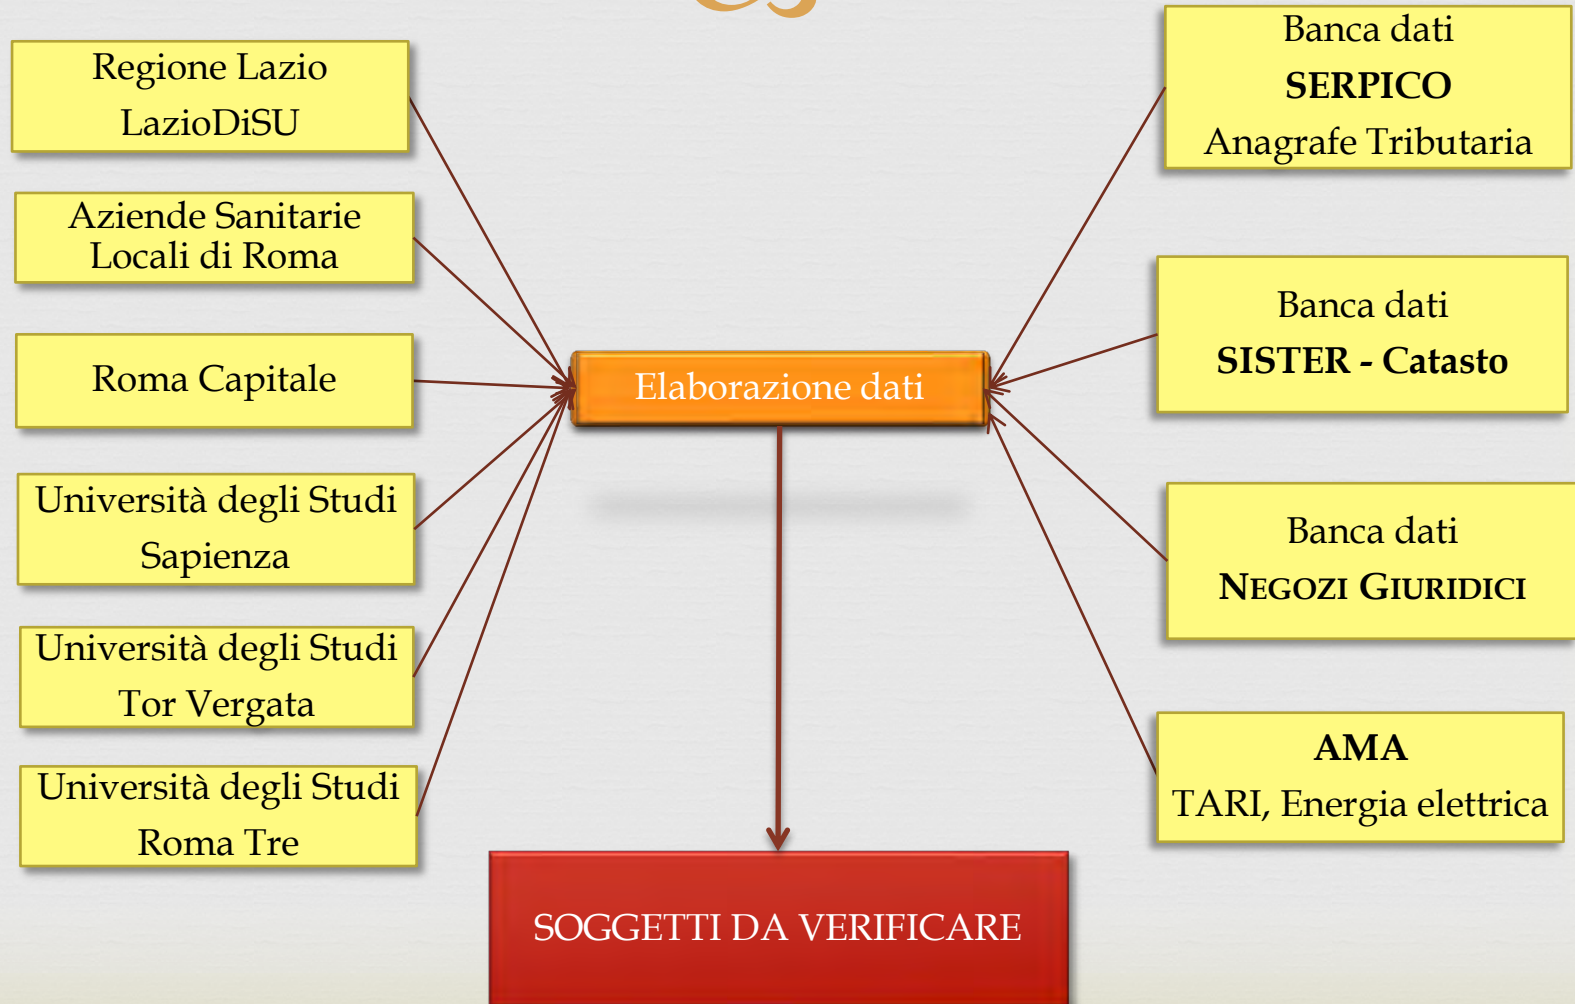 Regione Lazio
LazioDiSU
Aziende Sanitarie
Locali di Roma
Roma Capitale
Università degli Studi
Sapienza
Università degli Studi
Tor Vergata
Università degli Studi
Roma Tre
Elaborazione dati
SOGGETTI DA VERIFICARE
Banca dati
SERPICO
Anagrafe Tributaria
Banca dati
SISTER - Catasto
Banca dati
NEGOZI GIURIDICI
AMA
TARI, Energia elettrica